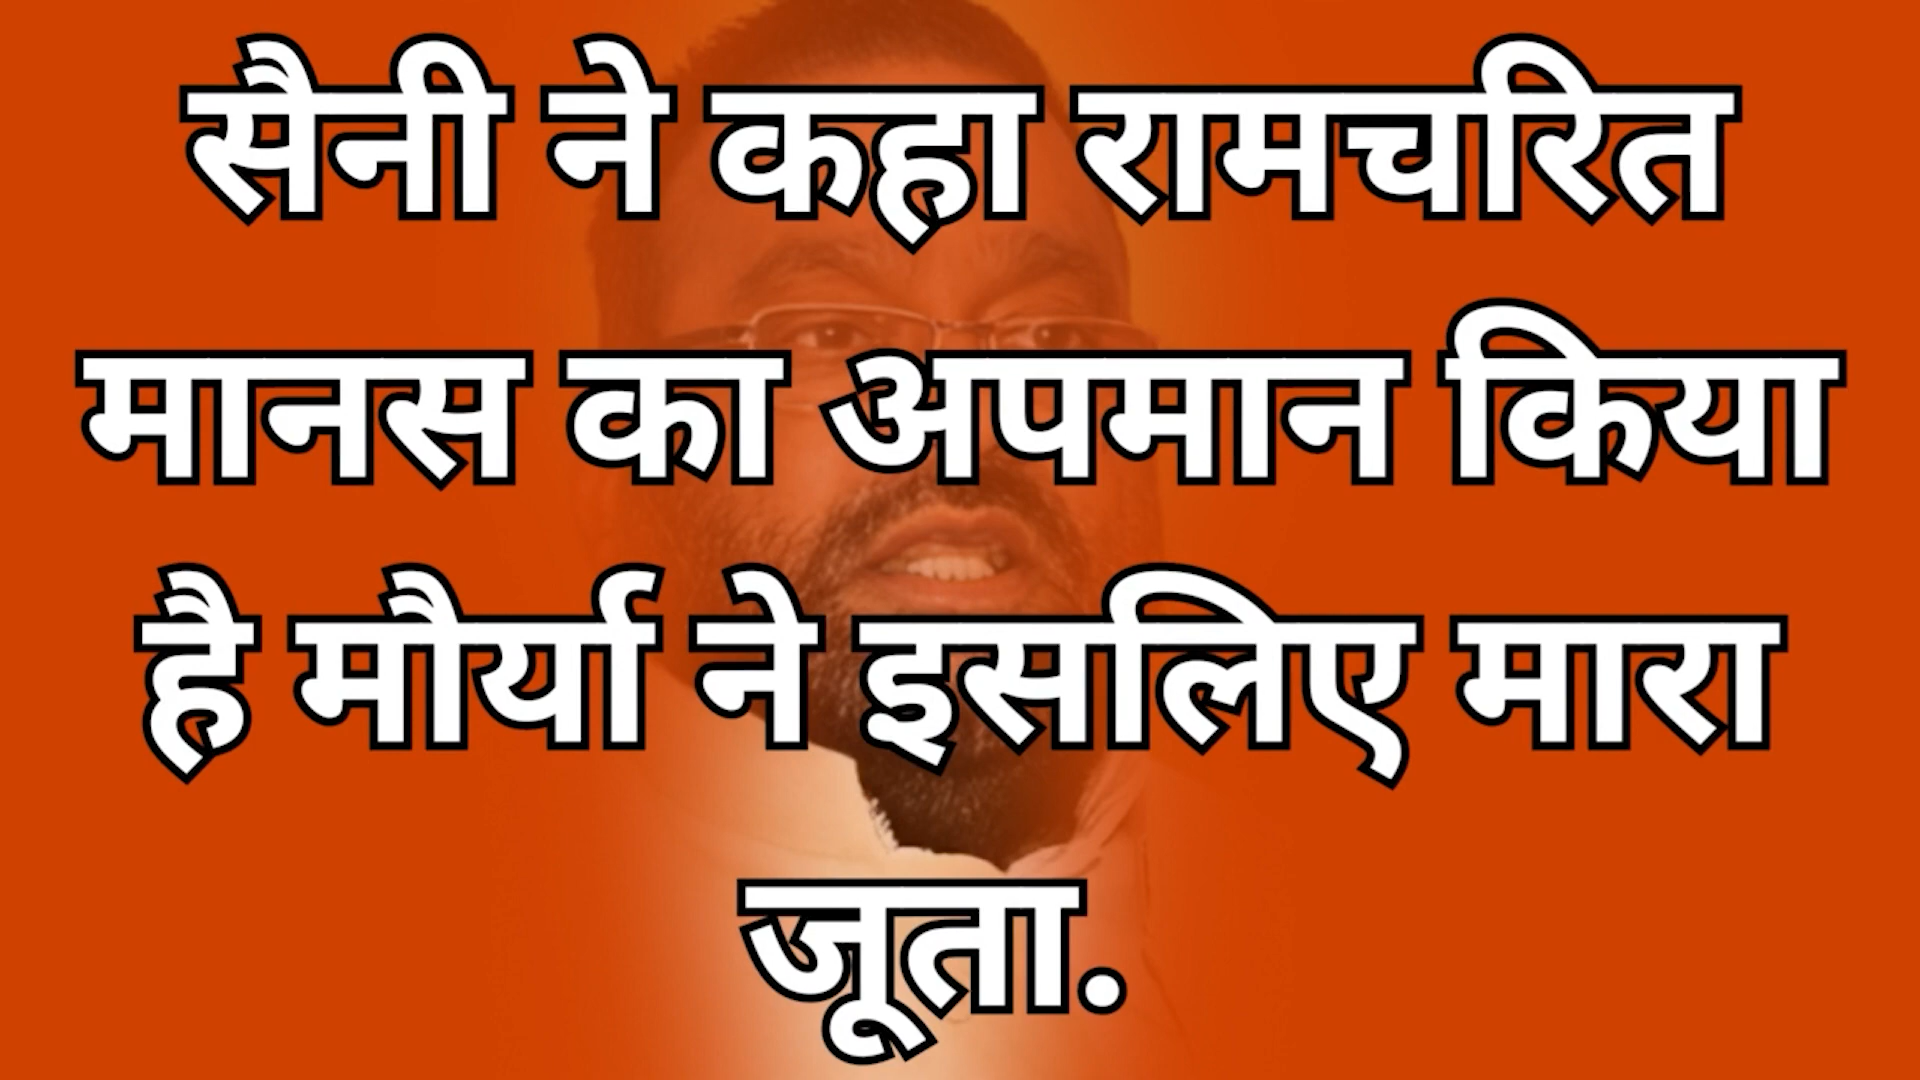 सैनी ने कहा रामचरित
मानस का अपमान किया
है मौर्या ने इसलिए मारा
जूता.